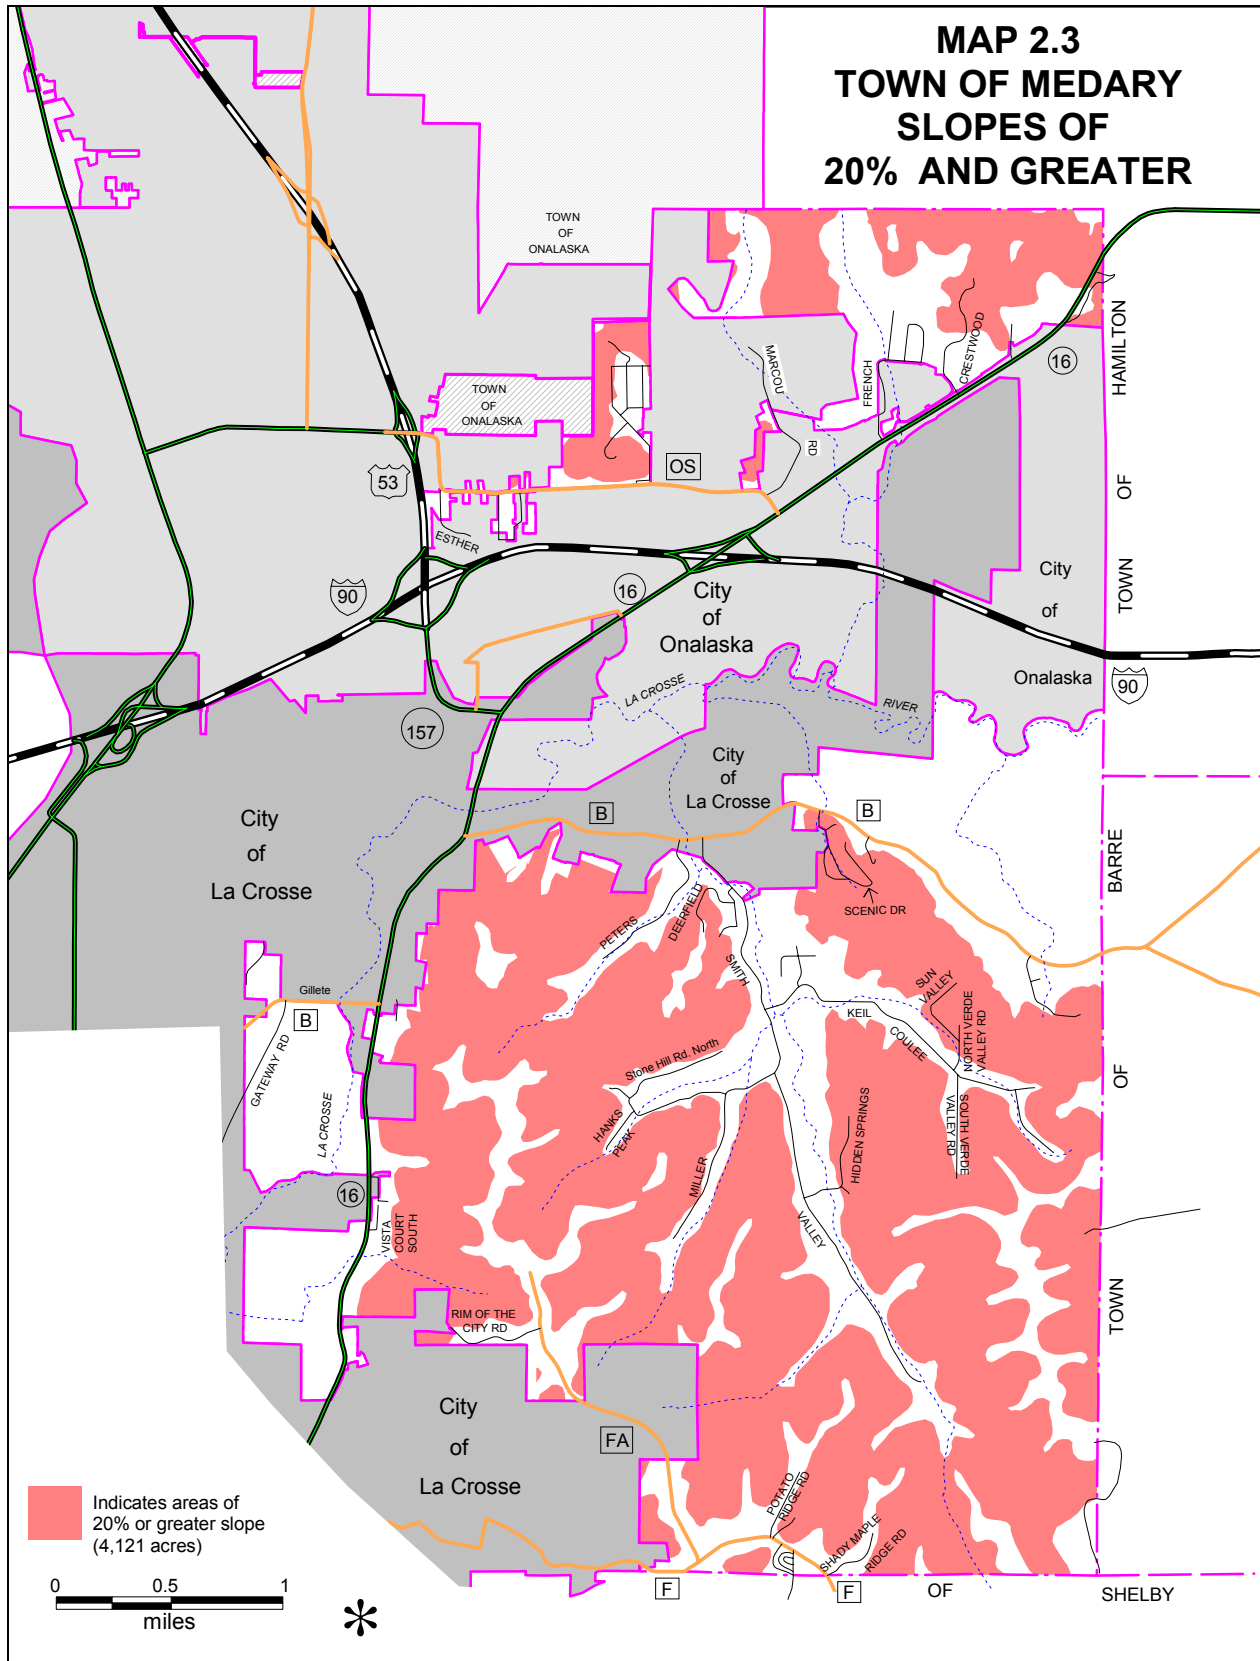 MAP 2.3
TOWN OF MEDARY
SLOPES OF
20% AND GREATER
TOWN
OF
ONALASKA
HAMILTON
OF
TOWN
16
CRESTWOOD
FRENCH
MARCOU
RD
TOWN
OF
ONALASKA
OS
53
ESTHER
90
16
City
of
Onalaska
City
of
Onalaska
90
LA CROSSE
RIVER
157
City
of
La Crosse
B
B
City
of
La Crosse
BARRE
OF
TOWN
SCENIC DR
PETERS
DEERFIELD
SMITH
SUN
VALLEY
NORTH VERDE
VALLEY RD
KEIL
COULEE
Gillete
B
GATEWAY RD
LA CROSSE
Stone Hill Rd. North
HANKS
PEAK
MILLER
HIDDEN SPRINGS
SOUTH VERDE
VALLEY RD
VALLEY
16
VISTA
COURT
SOUTH
RIM OF THE
CITY RD
City
of
La Crosse
FA
POTATO
RIDGE RD
SHADY MAPLE
RIDGE RD
F
F
OF
SHELBY
Indicates areas of
20% or greater slope
(4,121 acres)
0 0.5 1
miles